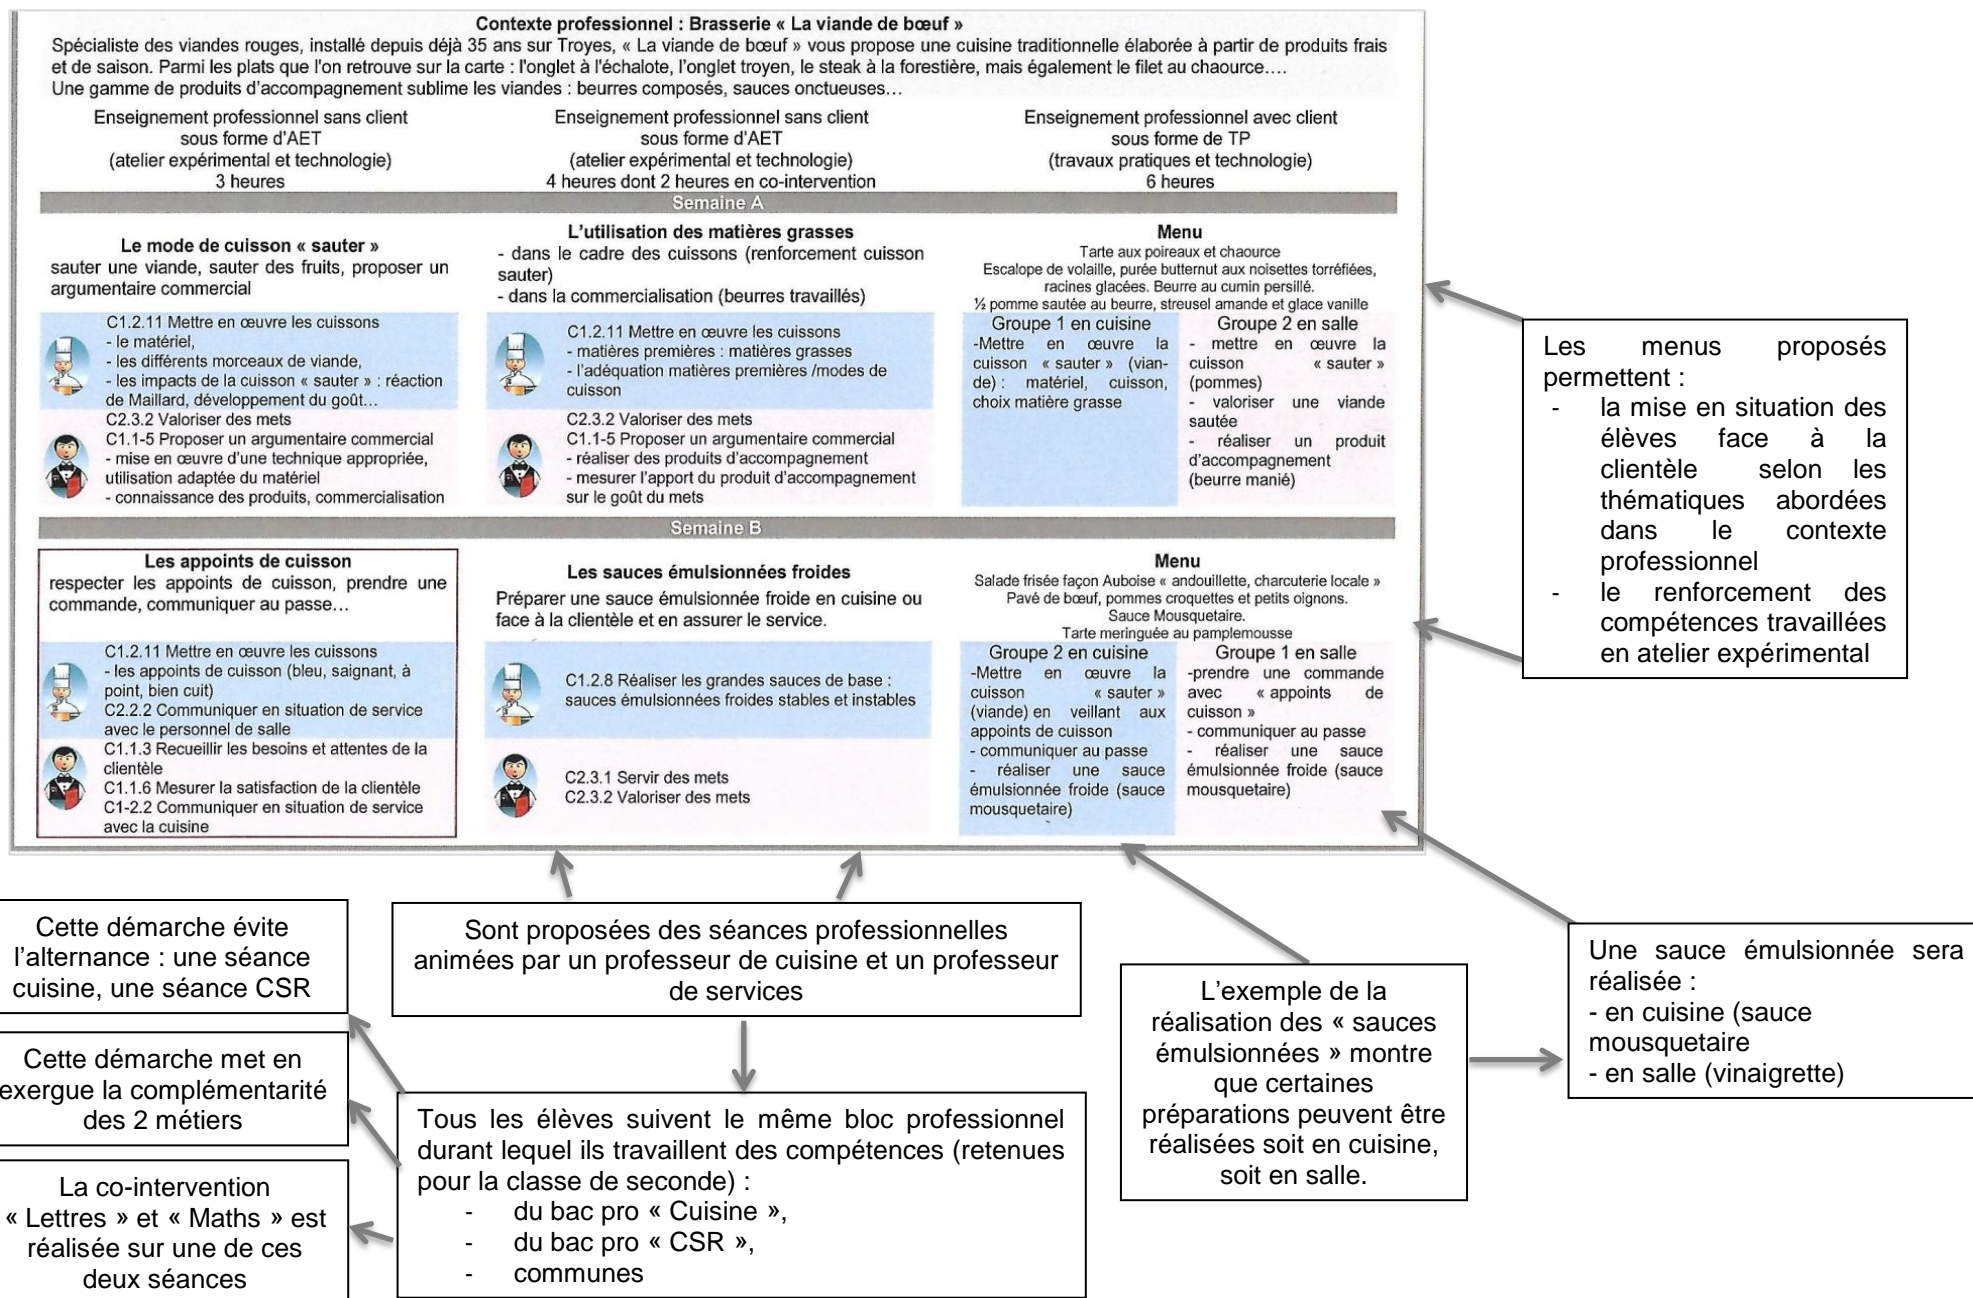 Contexte professionnel : Brasserie « La viande de bœuf »
Spécialiste des viandes rouges, installé depuis déjà 35 ans sur Troyes, « La viande de bœuf » vous propose une cuisine traditionnelle élaborée à partir de produits frais
et de saison. Parmi les plats que l'on retrouve sur la carte : l'onglet à l'échalote, l'onglet troyen, le steak à la forestière, mais également le filet au chaource….
Une gamme de produits d'accompagnement sublime les viandes : beurres composés, sauces onctueuses…
Enseignement professionnel sans client
sous forme d'AET
(atelier expérimental et technologie)
3 heures
Enseignement professionnel sans client
sous forme d'AET
(atelier expérimental et technologie)
4 heures dont 2 heures en co-intervention
Enseignement professionnel avec client
sous forme de TP
(travaux pratiques et technologie)
6 heures
Semaine A
Le mode de cuisson « sauter »
sauter une viande, sauter des fruits, proposer un
argumentaire commercial
C1.2.11 Mettre en œuvre les cuissons
- le matériel,
- les différents morceaux de viande,
- les impacts de la cuisson « sauter » : réaction
de Maillard, développement du goût…
C2.3.2 Valoriser des mets
C1.1-5 Proposer un argumentaire commercial
- mise en œuvre d'une technique appropriée,
utilisation adaptée du matériel
- connaissance des produits, commercialisation
L'utilisation des matières grasses
- dans le cadre des cuissons (renforcement cuisson
sauter)
- dans la commercialisation (beurres travaillés)
C1.2.11 Mettre en œuvre les cuissons
- matières premières : matières grasses
- l'adéquation matières premières /modes de
cuisson
C2.3.2 Valoriser des mets
C1.1-5 Proposer un argumentaire commercial
- réaliser des produits d'accompagnement
- mesurer l'apport du produit d'accompagnement
sur le goût du mets
Menu
Tarte aux poireaux et chaource
Escalope de volaille, purée butternut aux noisettes torréfiées,
racines glacées. Beurre au cumin persillé.
½ pomme sautée au beurre, streusel amande et glace vanille
Groupe 1 en cuisine
-Mettre en œuvre la
cuisson « sauter » (vian-
de) : matériel, cuisson,
choix matière grasse
Groupe 2 en salle
- mettre en œuvre la
cuisson « sauter »
(pommes)
- valoriser une viande
sautée
- réaliser un produit
d'accompagnement
(beurre manié)
Semaine B
Les appoints de cuisson
respecter les appoints de cuisson, prendre une
commande, communiquer au passe…
C1.2.11 Mettre en œuvre les cuissons
- les appoints de cuisson (bleu, saignant, à
point, bien cuit)
C2.2.2 Communiquer en situation de service
avec le personnel de salle
C1.1.3 Recueillir les besoins et attentes de la
clientèle
C1.1.6 Mesurer la satisfaction de la clientèle
C1-2.2 Communiquer en situation de service
avec la cuisine
Les sauces émulsionnées froides
Préparer une sauce émulsionnée froide en cuisine ou
face à la clientèle et en assurer le service.
C1.2.8 Réaliser les grandes sauces de base :
sauces émulsionnées froides stables et instables
C2.3.1 Servir des mets
C2.3.2 Valoriser des mets
Menu
Salade frisée façon Auboise « andouillette, charcuterie locale »
Pavé de bœuf, pommes croquettes et petits oignons.
Sauce Mousquetaire.
Tarte meringuée au pamplemousse
Groupe 2 en cuisine
-Mettre en œuvre la
cuisson « sauter »
(viande) en veillant aux
appoints de cuisson
- communiquer au passe
- réaliser une sauce
émulsionnée froide (sauce
mousquetaire)
Groupe 1 en salle
-prendre une commande
avec « appoints de
cuisson »
- communiquer au passe
- réaliser une sauce
émulsionnée froide (sauce
mousquetaire)
Les menus proposés
permettent :
- la mise en situation des
élèves face à la
clientèle selon les
thématiques abordées
dans le contexte
professionnel
- le renforcement des
compétences travaillées
en atelier expérimental
Cette démarche évite
l'alternance : une séance
cuisine, une séance CSR
Cette démarche met en
exergue la complémentarité
des 2 métiers
La co-intervention
« Lettres » et « Maths » est
réalisée sur une de ces
deux séances
Sont proposées des séances professionnelles
animées par un professeur de cuisine et un professeur
de services
Tous les élèves suivent le même bloc professionnel
durant lequel ils travaillent des compétences (retenues
pour la classe de seconde) :
- du bac pro « Cuisine »,
- du bac pro « CSR »,
- communes
L'exemple de la
réalisation des « sauces
émulsionnées » montre
que certaines
préparations peuvent être
réalisées soit en cuisine,
soit en salle.
Une sauce émulsionnée sera
réalisée :
- en cuisine (sauce
mousquetaire
- en salle (vinaigrette)